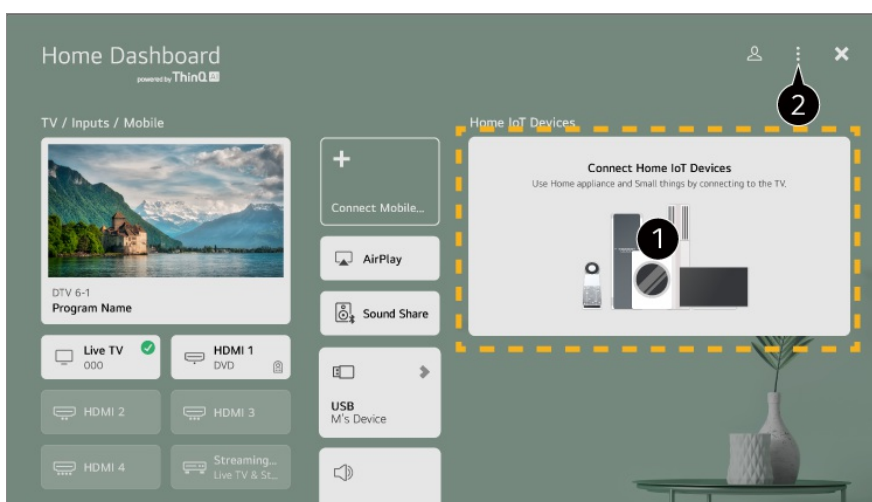 Home Dashboard
powered by ThinQ AI
2
TV / Inputs / Mobile
Home IoT Devices
Connect Home IoT Devices
Use Home appliance and Small things by connecting to the TV.
1
Connect Mobile...
AirPlay
Sound Share
DTV 6-1
Program Name
Live TV
000
HDMI 1
DVD
USB
M's Device
HDMI 2
HDMI 3
HDMI 4
Streaming...
Live TV & St...